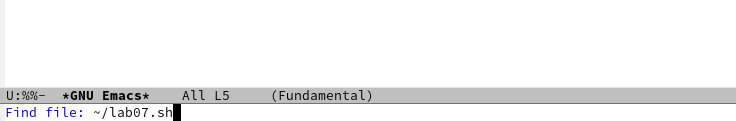 U:%%-  *GNU Emacs*    All L5     (Fundamental)
Find file: ~/lab07.sh